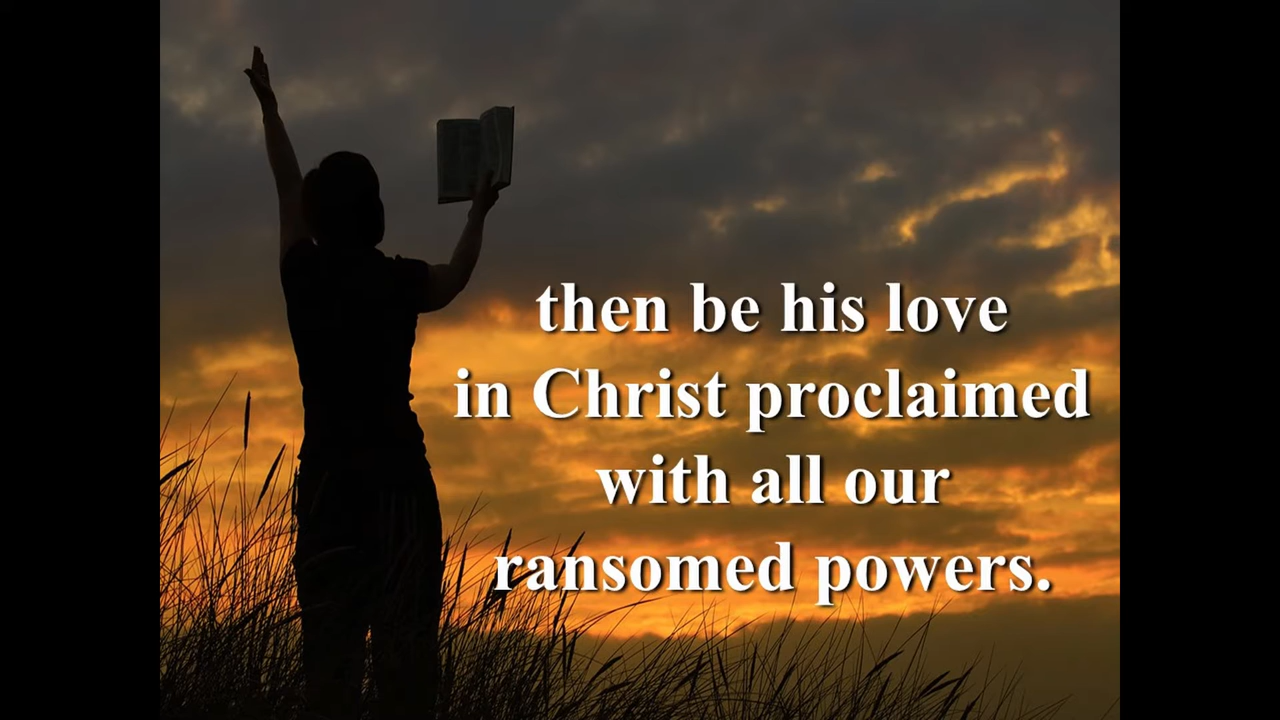 then be his love
in Christ proclaimed
with all our
ransomed powers.